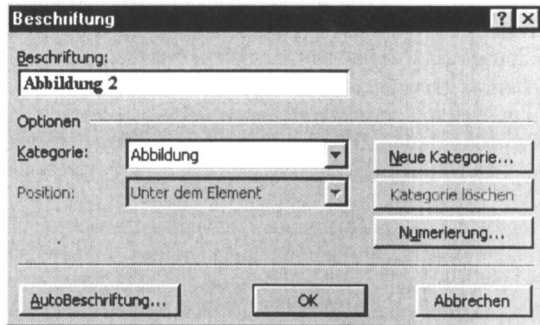 Beschriftung
Beschriftung:
Abbildung 2
Optionen
Kategorie: Abbildung Neue Kategorie...
Position: Unter dem Element Kategorie löschen
Numerierung...
AutoBeschriftung... OK Abbrechen